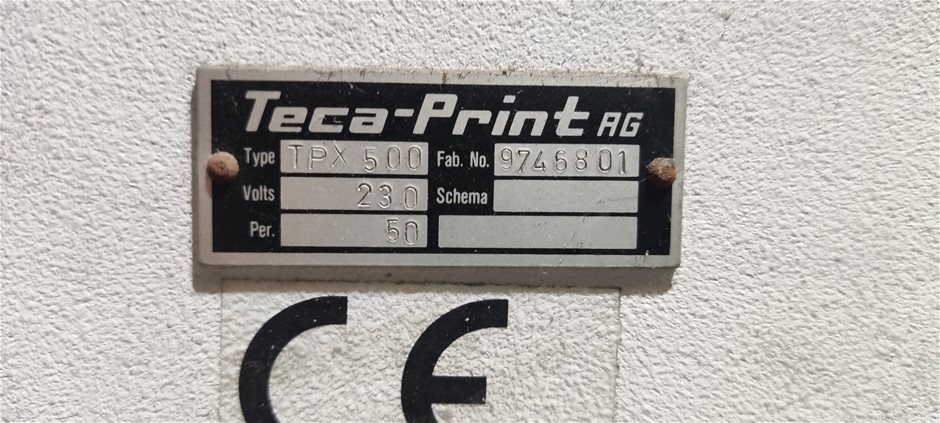 Teca-Print AG
Type TPX 500 Fab. No. 9746801
Volts 230 Schema
Per. 50
CE